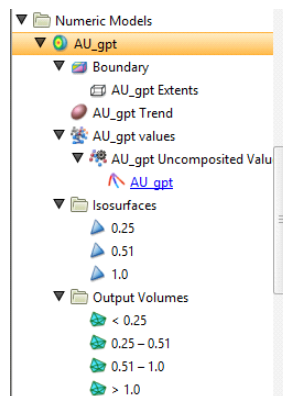 Numeric Models
AU_gpt
Boundary
AU_gpt Extents
AU_gpt Trend
AU_gpt values
AU_gpt Uncomposited Valu
AU_gpt
Isosurfaces
0.25
0.51
1.0
Output Volumes
< 0.25
0.25 – 0.51
0.51 – 1.0
> 1.0